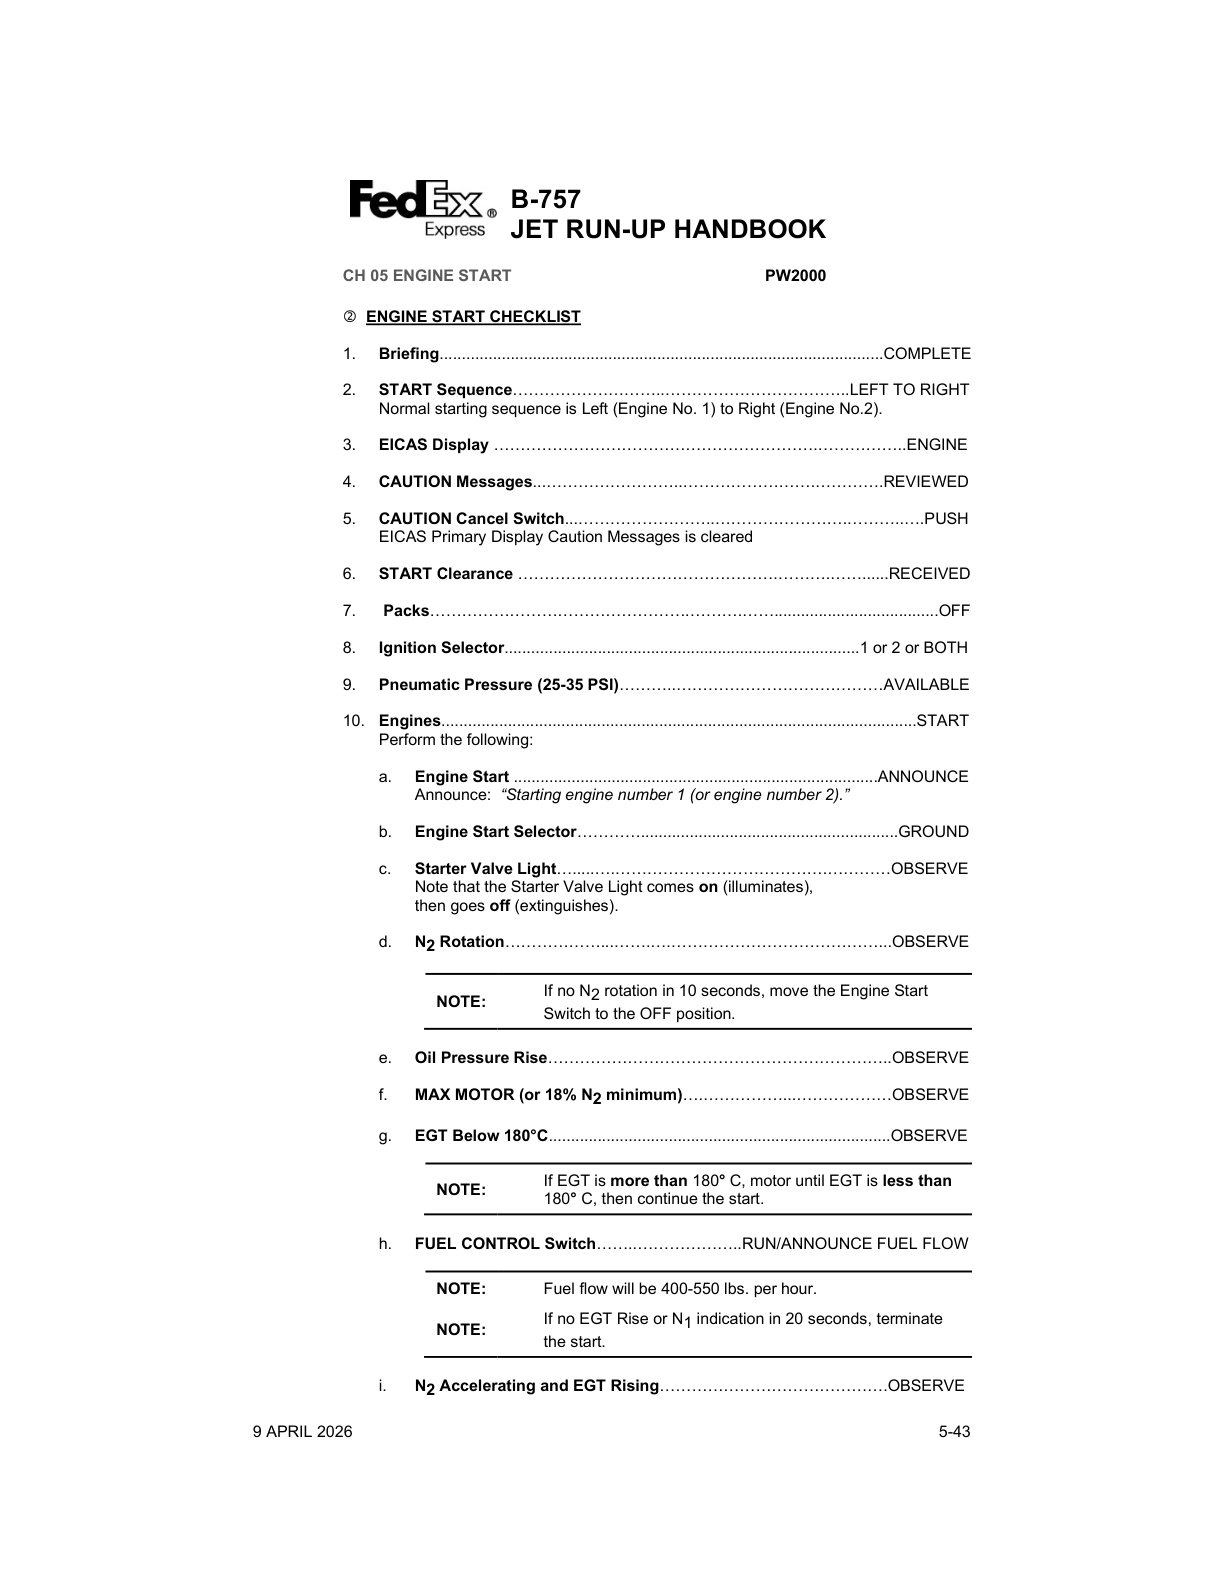 FedEx® B-757
Express JET RUN-UP HANDBOOK
CH 05 ENGINE START PW2000
② ENGINE START CHECKLIST
1. Briefing....................................................................................................COMPLETE
2. START Sequence……………………….…………………………….LEFT TO RIGHT
Normal starting sequence is Left (Engine No. 1) to Right (Engine No.2).
3. EICAS Display …………………………………………………….……………..ENGINE
4. CAUTION Messages...……………………..…………………….………….REVIEWED
5. CAUTION Cancel Switch...……………………..…………………….………..….PUSH
EICAS Primary Display Caution Messages is cleared
6. START Clearance ………………………………………….……….……......RECEIVED
7. Packs…………….………………………….……………......................................OFF
8. Ignition Selector................................................................................1 or 2 or BOTH
9. Pneumatic Pressure (25-35 PSI)………..…………………………………AVAILABLE
10. Engines...........................................................................................................START
Perform the following:
a. Engine Start ..................................................................................ANNOUNCE
Announce: “Starting engine number 1 (or engine number 2).”
b. Engine Start Selector…………..........................................................GROUND
c. Starter Valve Light….....…..……………………………………………OBSERVE
Note that the Starter Valve Light comes on (illuminates),
then goes off (extinguishes).
d. N2 Rotation………………...…….….…………………………………...OBSERVE
NOTE: If no N2 rotation in 10 seconds, move the Engine Start
Switch to the OFF position.
e. Oil Pressure Rise………………………………………………………..OBSERVE
f. MAX MOTOR (or 18% N2 minimum)….……………...………………OBSERVE
g. EGT Below 180°C.............................................................................OBSERVE
NOTE: If EGT is more than 180° C, motor until EGT is less than
180° C, then continue the start.
h. FUEL CONTROL Switch…….………………..RUN/ANNOUNCE FUEL FLOW
NOTE: Fuel flow will be 400-550 lbs. per hour.
NOTE: If no EGT Rise or N1 indication in 20 seconds, terminate
the start.
i. N2 Accelerating and EGT Rising……………………………………OBSERVE
9 APRIL 2026 5-43